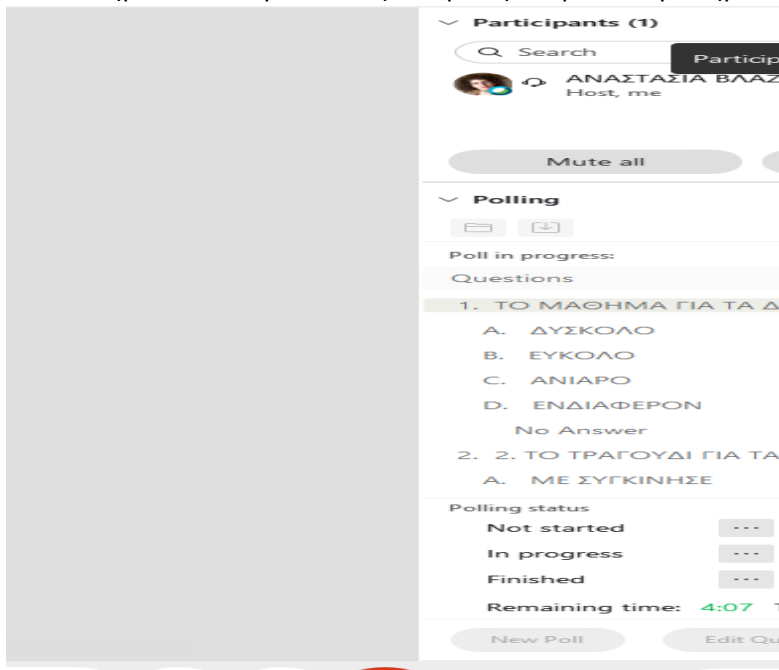 Participants (1)
Search
Particip
ΑΝΑΣΤΑΣΙΑ ΒΛΑΖ
Host, me
Mute all
Polling
Poll in progress:
Questions
1. ΤΟ ΜΑΘΗΜΑ ΓΙΑ ΤΑ Δ
A. ΔΥΣΚΟΛΟ
B. ΕΥΚΟΛΟ
C. ΑΝΙΑΡΟ
D. ΕΝΔΙΑΦΕΡΟΝ
No Answer
2. 2. ΤΟ ΤΡΑΓΟΥΔΙ ΓΙΑ ΤΑ
A. ΜΕ ΣΥΓΚΙΝΗΣΕ
Polling status
Not started ---
In progress ---
Finished ---
Remaining time: 4:07 T
New Poll Edit Qu